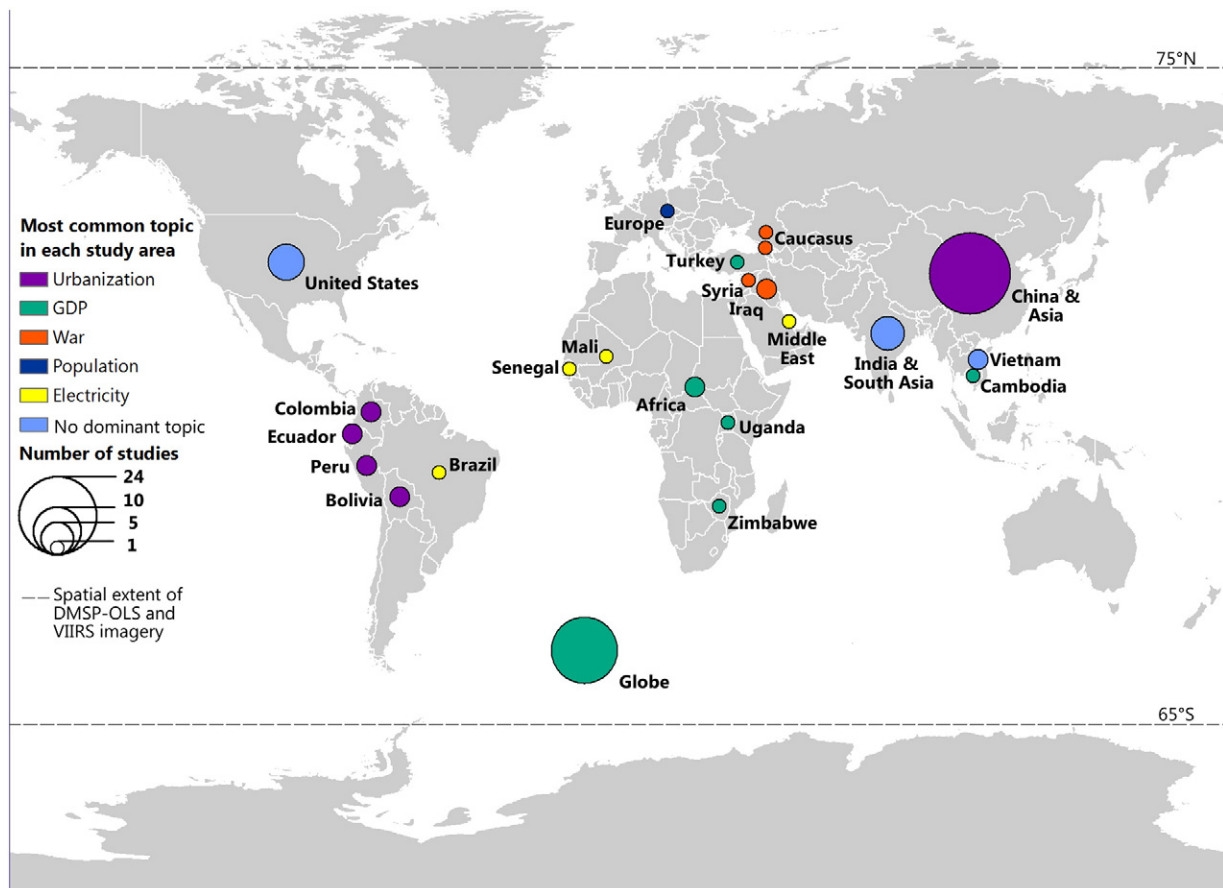 75°N
Most common topic
in each study area
Urbanization
GDP
War
Population
Electricity
No dominant topic
Number of studies
24
10
5
1
Spatial extent of
DMSP-OLS and
VIIRS imagery
United States
Colombia
Ecuador
Peru
Bolivia
Brazil
Europe
Caucasus
Turkey
Syria
Iraq
Middle
East
Mali
Senegal
Africa
Uganda
Zimbabwe
China &
Asia
India &
South Asia
Vietnam
Cambodia
Globe
65°S